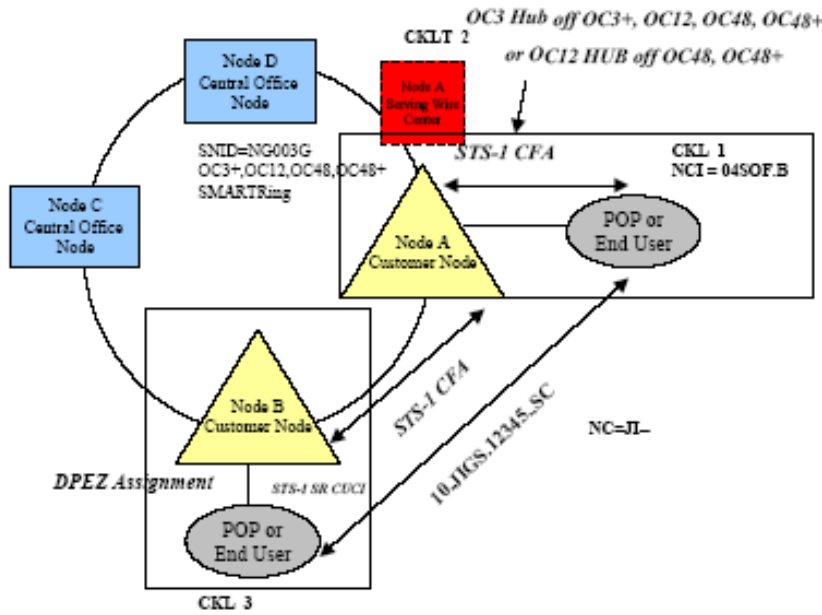 OC3 Hub off OC3+, OC12, OC48, OC48+
or OC12 HUB off OC48, OC48+
CKLT 2
Node D
Central Office
Node
Node A
Serving Wire
Center
SNID=NG003G
OC3+,OC12,OC48,OC48+
SMARTRing
STS-1 CFA
CKL 1
NCI = 04SOF.B
Node C
Central Office
Node
POP or
End User
Node A
Customer Node
Node B
Customer Node
STS-1 CFA
10.JIGS.12345..SC
NC=JI--
DPEZ Assignment
STS-1 SR CUCI
POP or
End User
CKL 3